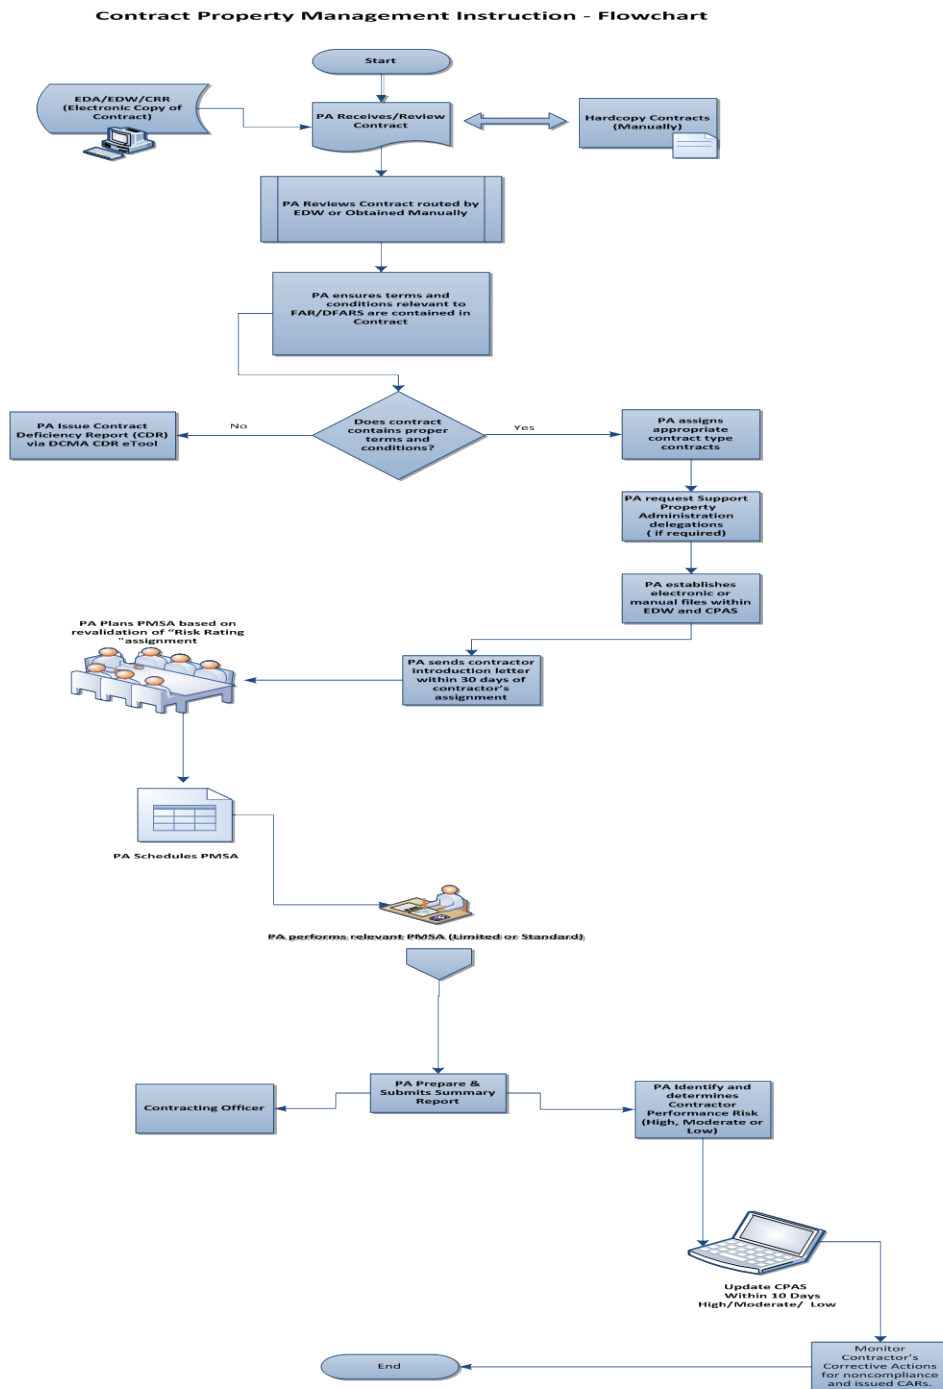 Contract Property Management Instruction - Flowchart
Start
EDA/EDW/CRR
(Electronic Copy of
Contract)
PA Receives/Review
Contract
Hardcopy Contracts
(Manually)
PA Reviews Contract routed by
EDW or Obtained Manually
PA ensures terms and
conditions relevant to
FAR/DFARS are contained in
Contract
Does contract
contains proper
terms and
conditions?
No
Yes
PA Issue Contract
Deficiency Report (CDR)
via DCMA CDR eTool
PA assigns
appropriate
contract type
contracts
PA request Support
Property
Administration
delegations
( if required)
PA establishes
electronic or
manual files within
EDW and CPAS
PA sends contractor
introduction letter
within 30 days of
contractor's
assignment
PA Plans PMSA based on
revalidation of “Risk Rating
“assignment
PA Schedules PMSA
PA performs relevant PMSA (Limited or Standard)
PA Prepare &
Submits Summary
Report
Contracting Officer
PA Identify and
determines
Contractor
Performance Risk
(High, Moderate or
Low)
Update CPAS
Within 10 Days
High/Moderate/ Low
Monitor
Contractor's
Corrective Actions
for noncompliance
and issued CARs.
End